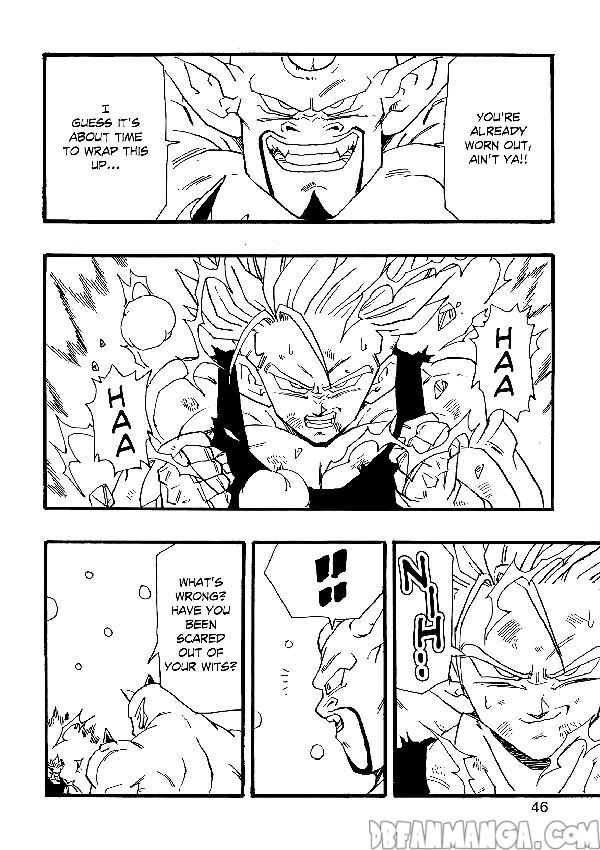 YOU'RE
ALREADY
WORN OUT,
AIN'T YA!!
I
GUESS IT'S
ABOUT TIME
TO WRAP THIS
UP...
HAA
HAA
NIH!!
!!
WHAT'S
WRONG?
HAVE YOU
BEEN
SCARED
OUT OF
YOUR WITS?
46
DBFANMANGA.COM